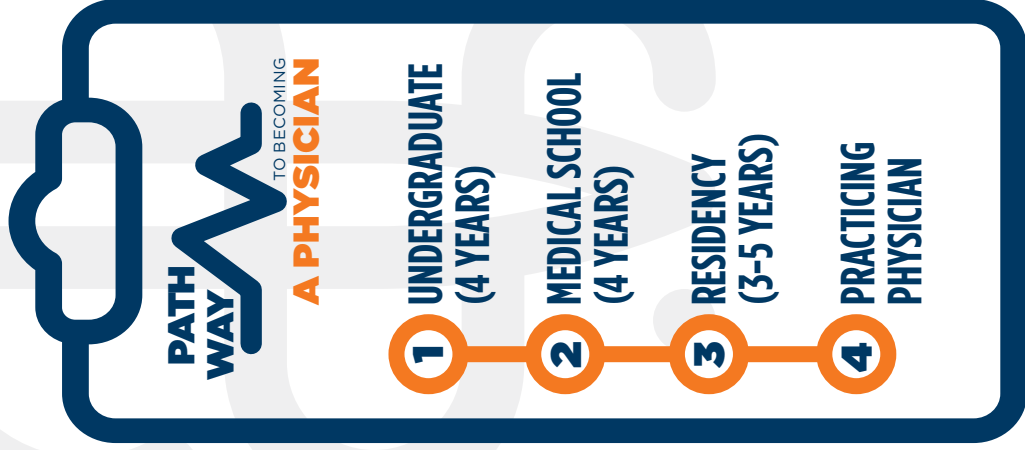 PATH
WAY
TO BECOMING
A PHYSICIAN
1
UNDERGRADUATE
(4 YEARS)
2
MEDICAL SCHOOL
(4 YEARS)
3
RESIDENCY
(3-5 YEARS)
4
PRACTICING
PHYSICIAN